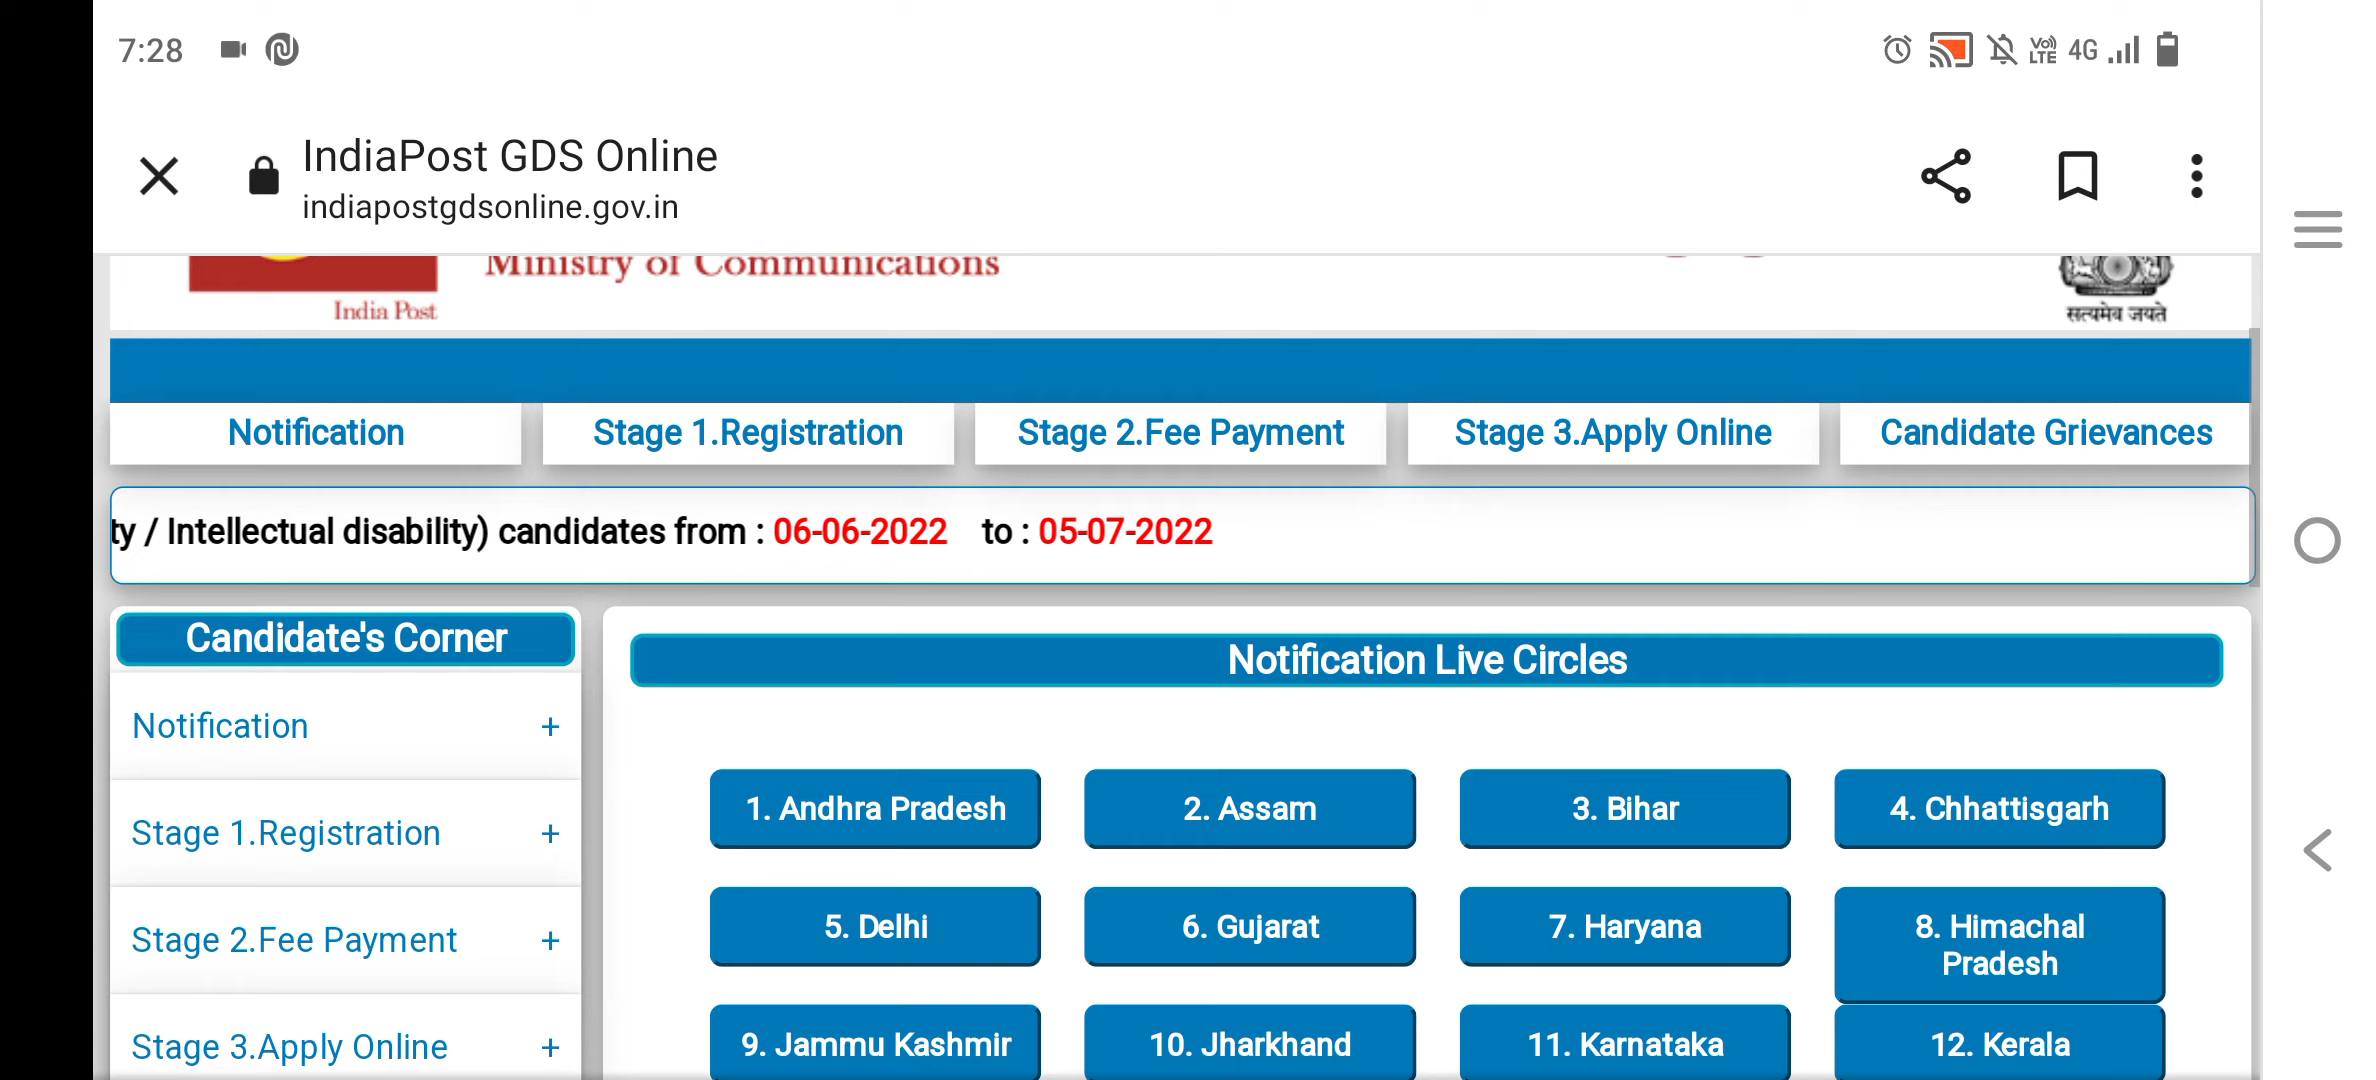 7:28
Vo)) LTE 4G
IndiaPost GDS Online
indiapostgdsonline.gov.in
Ministry of Communications
India Post
सत्यमेव जयते
Notification
Stage 1.Registration
Stage 2.Fee Payment
Stage 3.Apply Online
Candidate Grievances
ty / Intellectual disability) candidates from : 06-06-2022 to : 05-07-2022
Candidate's Corner
Notification +
Stage 1.Registration +
Stage 2.Fee Payment +
Stage 3.Apply Online +
Notification Live Circles
1. Andhra Pradesh
2. Assam
3. Bihar
4. Chhattisgarh
5. Delhi
6. Gujarat
7. Haryana
8. Himachal
Pradesh
9. Jammu Kashmir
10. Jharkhand
11. Karnataka
12. Kerala